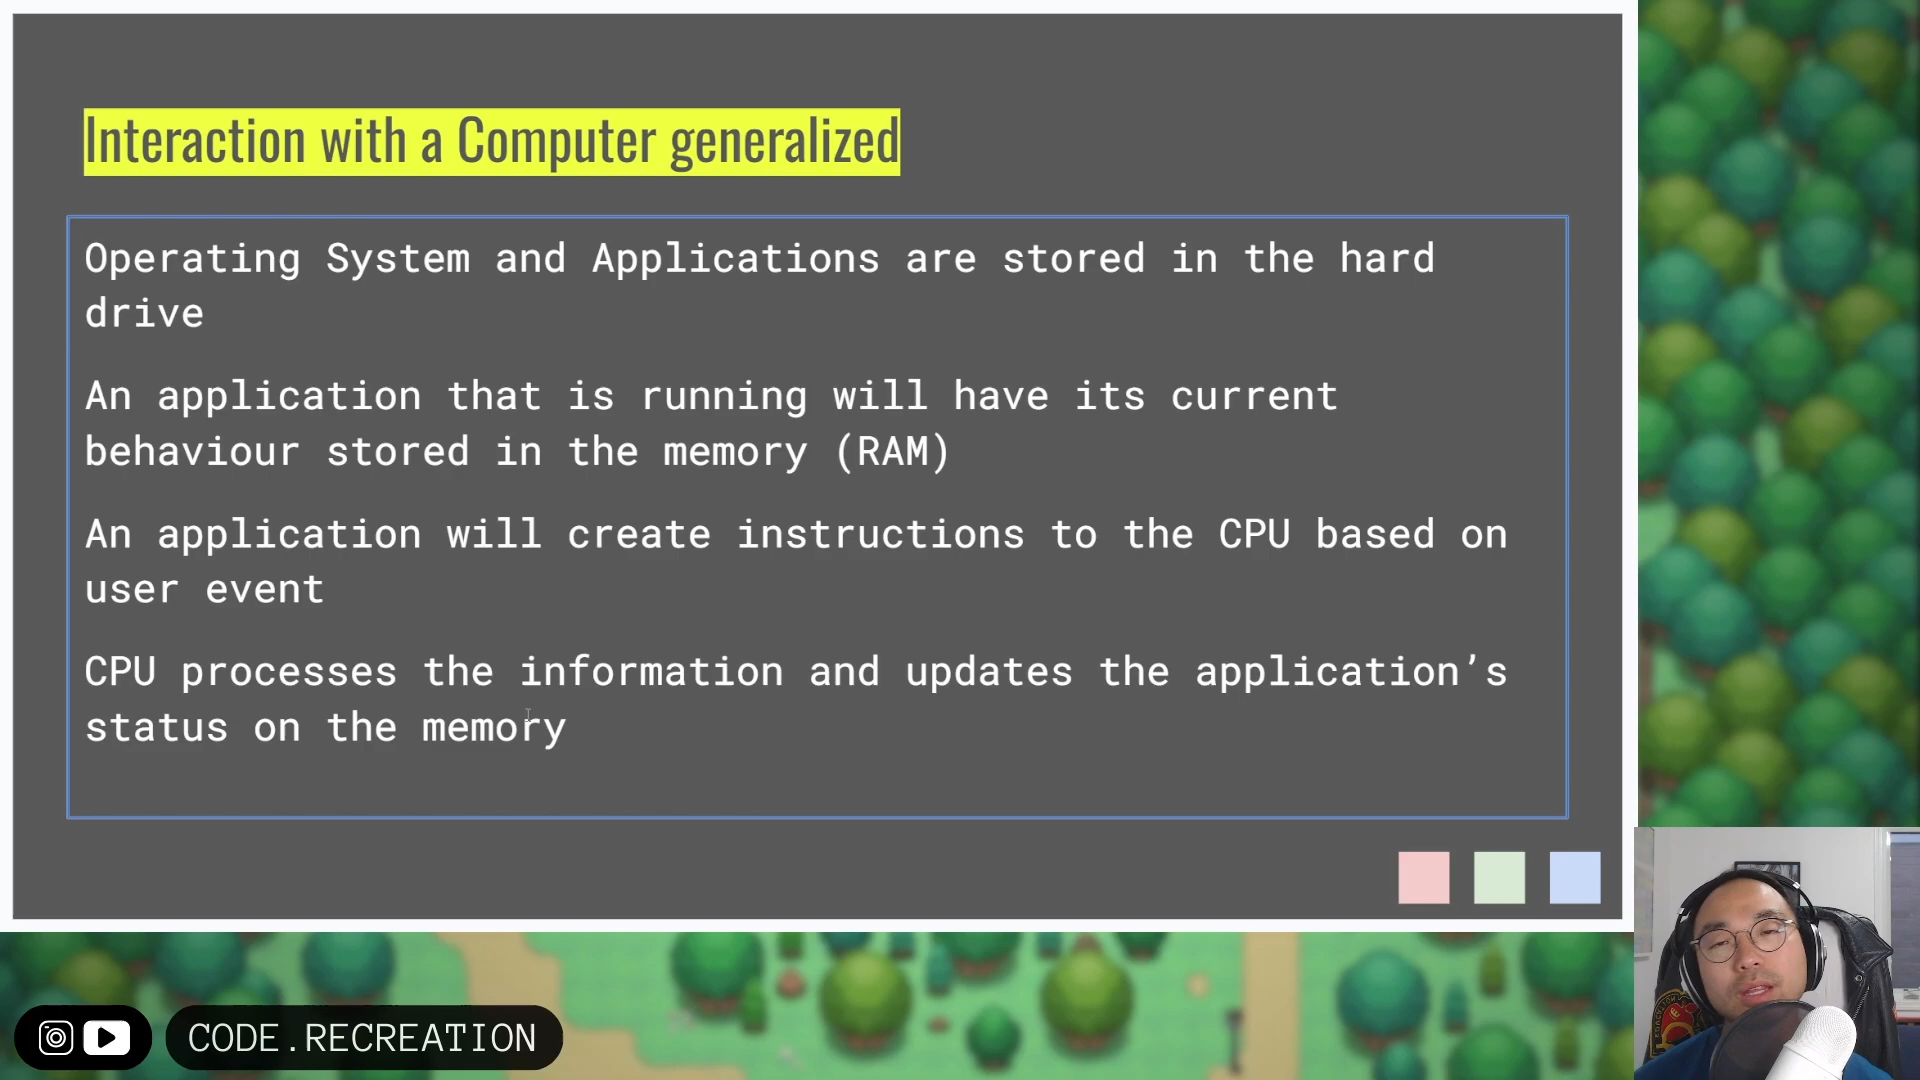 Interaction with a Computer generalized
Operating System and Applications are stored in the hard
drive
An application that is running will have its current
behaviour stored in the memory (RAM)
An application will create instructions to the CPU based on
user event
CPU processes the information and updates the application’s
status on the memory
CODE.RECREATION